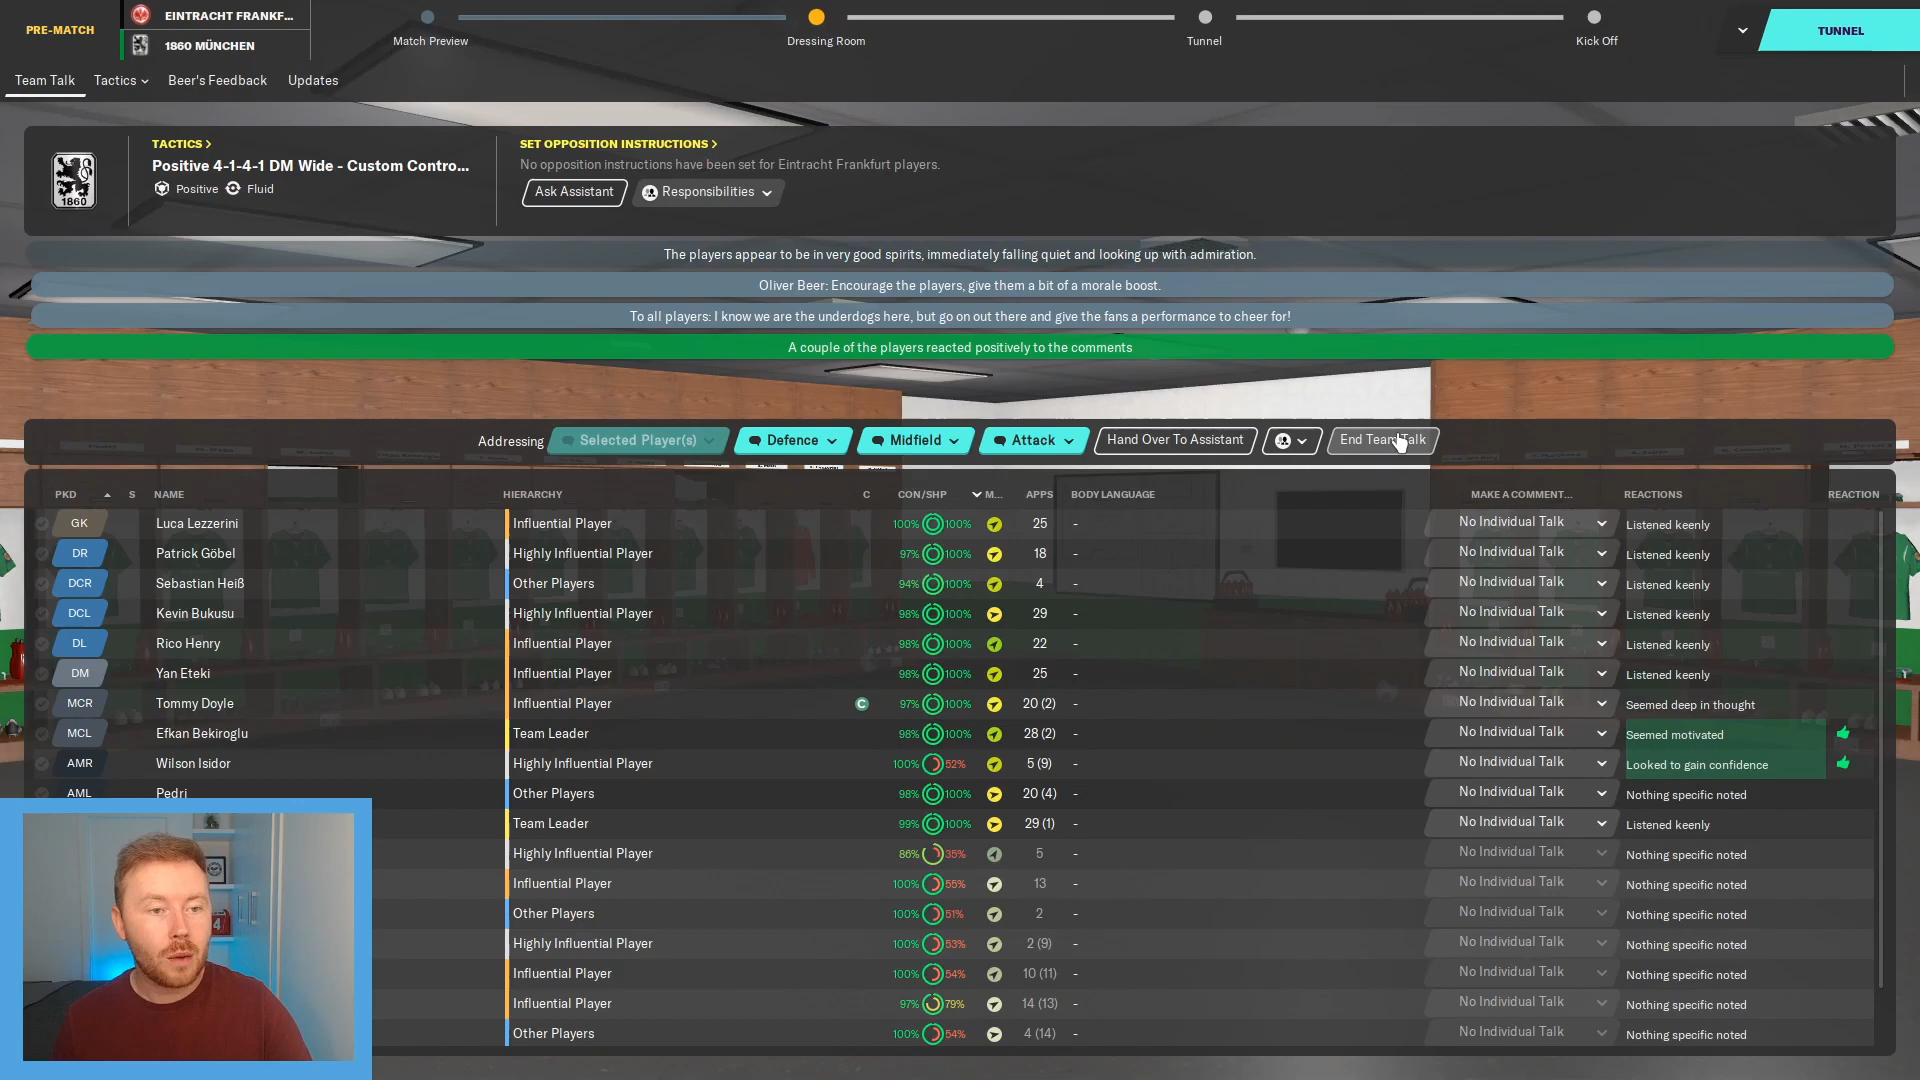 PRE-MATCH
EINTRACHT FRANKF...
1860 MÜNCHEN
Match Preview
Dressing Room
Tunnel
Kick Off
TUNNEL
Team Talk
Tactics
Beer's Feedback
Updates
1860
TACTICS >
Positive 4-1-4-1 DM Wide - Custom Contro...
Positive
Fluid
SET OPPOSITION INSTRUCTIONS >
No opposition instructions have been set for Eintracht Frankfurt players.
Ask Assistant
Responsibilities
The players appear to be in very good spirits, immediately falling quiet and looking up with admiration.
Oliver Beer: Encourage the players, give them a bit of a morale boost.
To all players: I know we are the underdogs here, but go on out there and give the fans a performance to cheer for!
A couple of the players reacted positively to the comments
Addressing
Selected Player(s)
Defence
Midfield
Attack
Hand Over To Assistant
End Team Talk
PKD S NAME HIERARCHY C CON/SHP M... APPS BODY LANGUAGE MAKE A COMMENT... REACTIONS REACTION
GK Luca Lezzerini Influential Player 100% 100% 25 - No Individual Talk Listened keenly
DR Patrick Göbel Highly Influential Player 97% 100% 18 - No Individual Talk Listened keenly
DCR Sebastian Heiß Other Players 94% 100% 4 - No Individual Talk Listened keenly
DCL Kevin Bukusu Highly Influential Player 98% 100% 29 - No Individual Talk Listened keenly
DL Rico Henry Influential Player 98% 100% 22 - No Individual Talk Listened keenly
DM Yan Eteki Influential Player 98% 100% 25 - No Individual Talk Listened keenly
MCR Tommy Doyle Influential Player C 97% 100% 20 (2) - No Individual Talk Seemed deep in thought
MCL Efkan Bekiroglu Team Leader 98% 100% 28 (2) - No Individual Talk Seemed motivated
AMR Wilson Isidor Highly Influential Player 100% 52% 5 (9) - No Individual Talk Looked to gain confidence
AML Pedri Other Players 98% 100% 20 (4) - No Individual Talk Nothing specific noted
Team Leader 99% 100% 29 (1) - No Individual Talk Listened keenly
Highly Influential Player 86% 35% 5 - No Individual Talk Nothing specific noted
Influential Player 100% 55% 13 - No Individual Talk Nothing specific noted
Other Players 100% 51% 2 - No Individual Talk Nothing specific noted
Highly Influential Player 100% 53% 2 (9) - No Individual Talk Nothing specific noted
Influential Player 100% 54% 10 (11) - No Individual Talk Nothing specific noted
Influential Player 97% 79% 14 (13) - No Individual Talk Nothing specific noted
Other Players 100% 54% 4 (14) - No Individual Talk Nothing specific noted